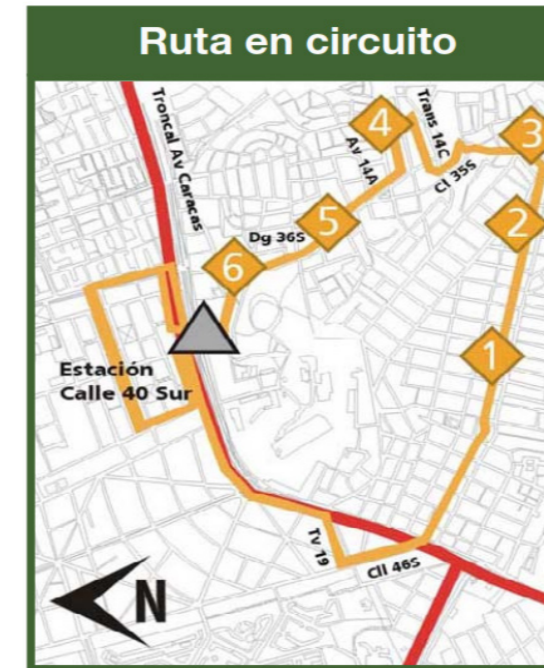 Ruta en circuito
Troncal Av Caracas
Trans 14C
4
3
Av 14A
Cl 35S
2
5
Dg 36S
6
1
Estación
Calle 40 Sur
Tv 19
Cll 46S
N